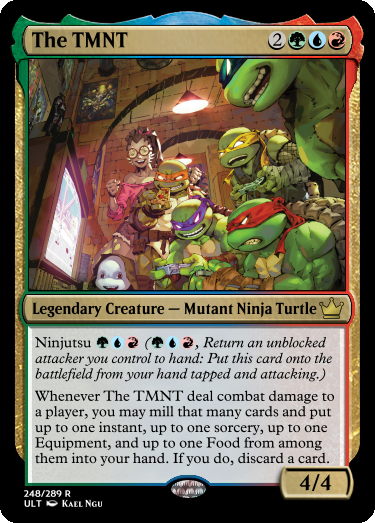 The TMNT 2
Legendary Creature — Mutant Ninja Turtle
Ninjutsu (, Return an unblocked
attacker you control to hand: Put this card onto the
battlefield from your hand tapped and attacking.)
Whenever The TMNT deal combat damage to
a player, you may mill that many cards and put
up to one instant, up to one sorcery, up to one
Equipment, and up to one Food from among
them into your hand. If you do, discard a card.
4/4
248/289 R
ULT KAEL NGU